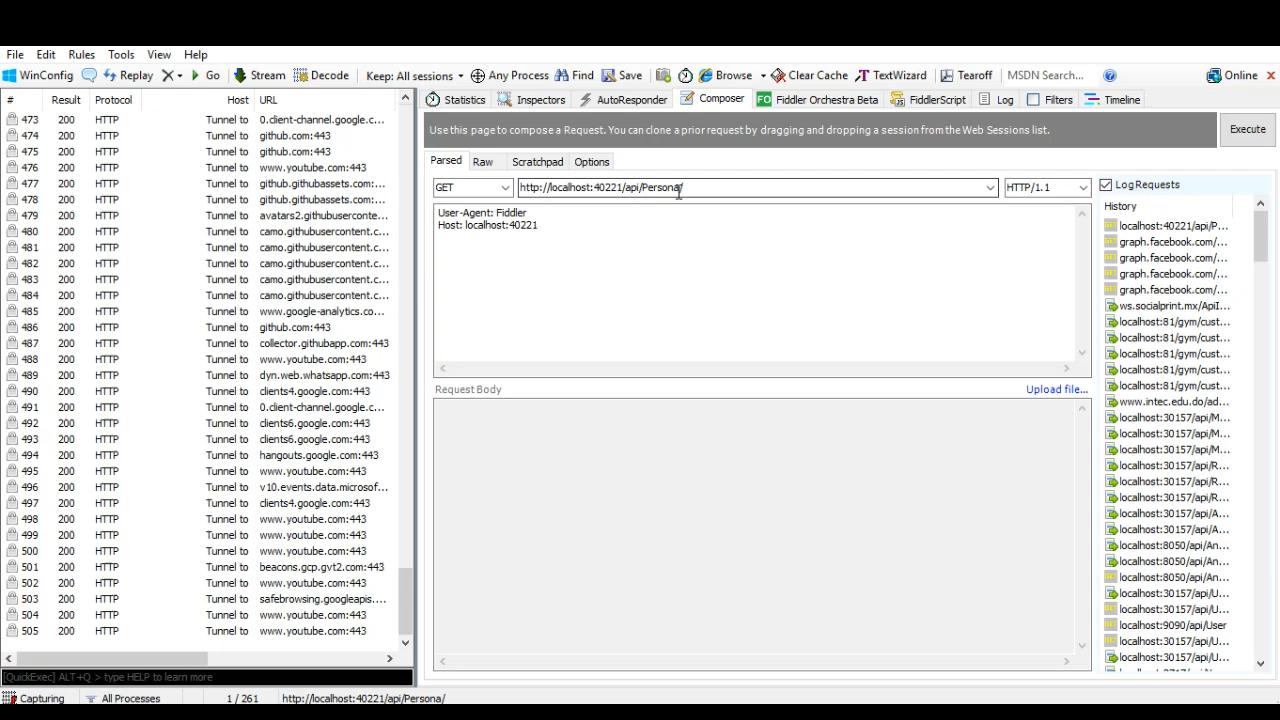 File Edit Rules Tools View Help
WinConfig Replay Go Stream Decode Keep: All sessions Any Process Find Save Browse Clear Cache TextWizard Tearoff MSDN Search... Online
# Result Protocol Host URL
473 200 HTTP Tunnel to 0.client-channel.google.c...
474 200 HTTP Tunnel to github.com:443
475 200 HTTP Tunnel to github.com:443
476 200 HTTP Tunnel to www.youtube.com:443
477 200 HTTP Tunnel to github.githubassets.com:...
478 200 HTTP Tunnel to github.githubassets.com:...
479 200 HTTP Tunnel to avatars2.githubuserconte...
480 200 HTTP Tunnel to camo.githubusercontent.c...
481 200 HTTP Tunnel to camo.githubusercontent.c...
482 200 HTTP Tunnel to camo.githubusercontent.c...
483 200 HTTP Tunnel to camo.githubusercontent.c...
484 200 HTTP Tunnel to camo.githubusercontent.c...
485 200 HTTP Tunnel to www.google-analytics.co...
486 200 HTTP Tunnel to github.com:443
487 200 HTTP Tunnel to collector.githubapp.com:443
488 200 HTTP Tunnel to www.youtube.com:443
489 200 HTTP Tunnel to dyn.web.whatsapp.com:443
490 200 HTTP Tunnel to clients4.google.com:443
491 200 HTTP Tunnel to 0.client-channel.google.c...
492 200 HTTP Tunnel to clients6.google.com:443
493 200 HTTP Tunnel to clients6.google.com:443
494 200 HTTP Tunnel to hangouts.google.com:443
495 200 HTTP Tunnel to www.youtube.com:443
496 200 HTTP Tunnel to v10.events.data.microsof...
497 200 HTTP Tunnel to clients4.google.com:443
498 200 HTTP Tunnel to www.youtube.com:443
499 200 HTTP Tunnel to www.youtube.com:443
500 200 HTTP Tunnel to www.youtube.com:443
501 200 HTTP Tunnel to beacons.gcp.gvt2.com:443
502 200 HTTP Tunnel to www.youtube.com:443
503 200 HTTP Tunnel to safebrowsing.googleapis....
504 200 HTTP Tunnel to www.youtube.com:443
505 200 HTTP Tunnel to www.youtube.com:443
[QuickExec] ALT+Q > type HELP to learn more
Statistics Inspectors AutoResponder Composer FO Fiddler Orchestra Beta FiddlerScript Log Filters Timeline
Use this page to compose a Request. You can clone a prior request by dragging and dropping a session from the Web Sessions list.
Execute
Parsed Raw Scratchpad Options
GET http://localhost:40221/api/Persona/ HTTP/1.1
User-Agent: Fiddler
Host: localhost:40221
Request Body Upload file...
Log Requests
History
localhost:40221/api/P...
graph.facebook.com/...
graph.facebook.com/...
graph.facebook.com/...
graph.facebook.com/...
ws.socialprint.mx/ApiI...
localhost:81/gym/cust...
localhost:81/gym/cust...
localhost:81/gym/cust...
localhost:81/gym/cust...
localhost:81/gym/cust...
www.intec.edu.do/ad...
localhost:30157/api/M...
localhost:30157/api/M...
localhost:30157/api/M...
localhost:30157/api/R...
localhost:30157/api/R...
localhost:30157/api/R...
localhost:30157/api/A...
localhost:30157/api/A...
localhost:8050/api/An...
localhost:8050/api/An...
localhost:8050/api/An...
localhost:30157/api/U...
localhost:30157/api/U...
localhost:9090/api/User
localhost:30157/api/U...
localhost:30157/api/U...
Capturing All Processes 1 / 261 http://localhost:40221/api/Persona/